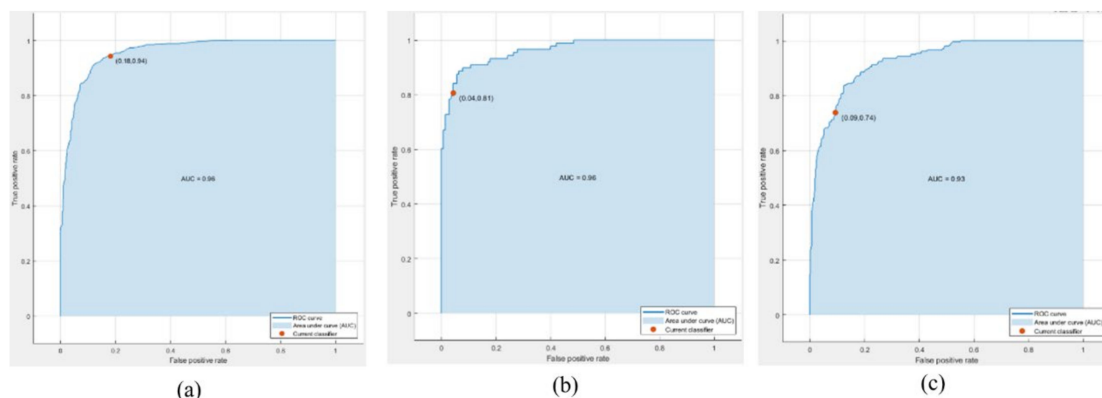 1
0.8
0.6
0.4
0.2
0
True positive rate
(0.18,0.94)
AUC = 0.96
ROC curve
Area under curve (AUC)
Current classifier
0
0.2
0.4
0.6
0.8
1
False positive rate
(a)
1
0.8
0.6
0.4
0.2
0
True positive rate
(0.04,0.81)
AUC = 0.96
ROC curve
Area under curve (AUC)
Current classifier
0
0.2
0.4
0.6
0.8
1
False positive rate
(b)
1
0.8
0.6
0.4
0.2
0
True positive rate
(0.09,0.74)
AUC = 0.93
ROC curve
Area under curve (AUC)
Current classifier
0
0.2
0.4
0.6
0.8
1
False positive rate
(c)